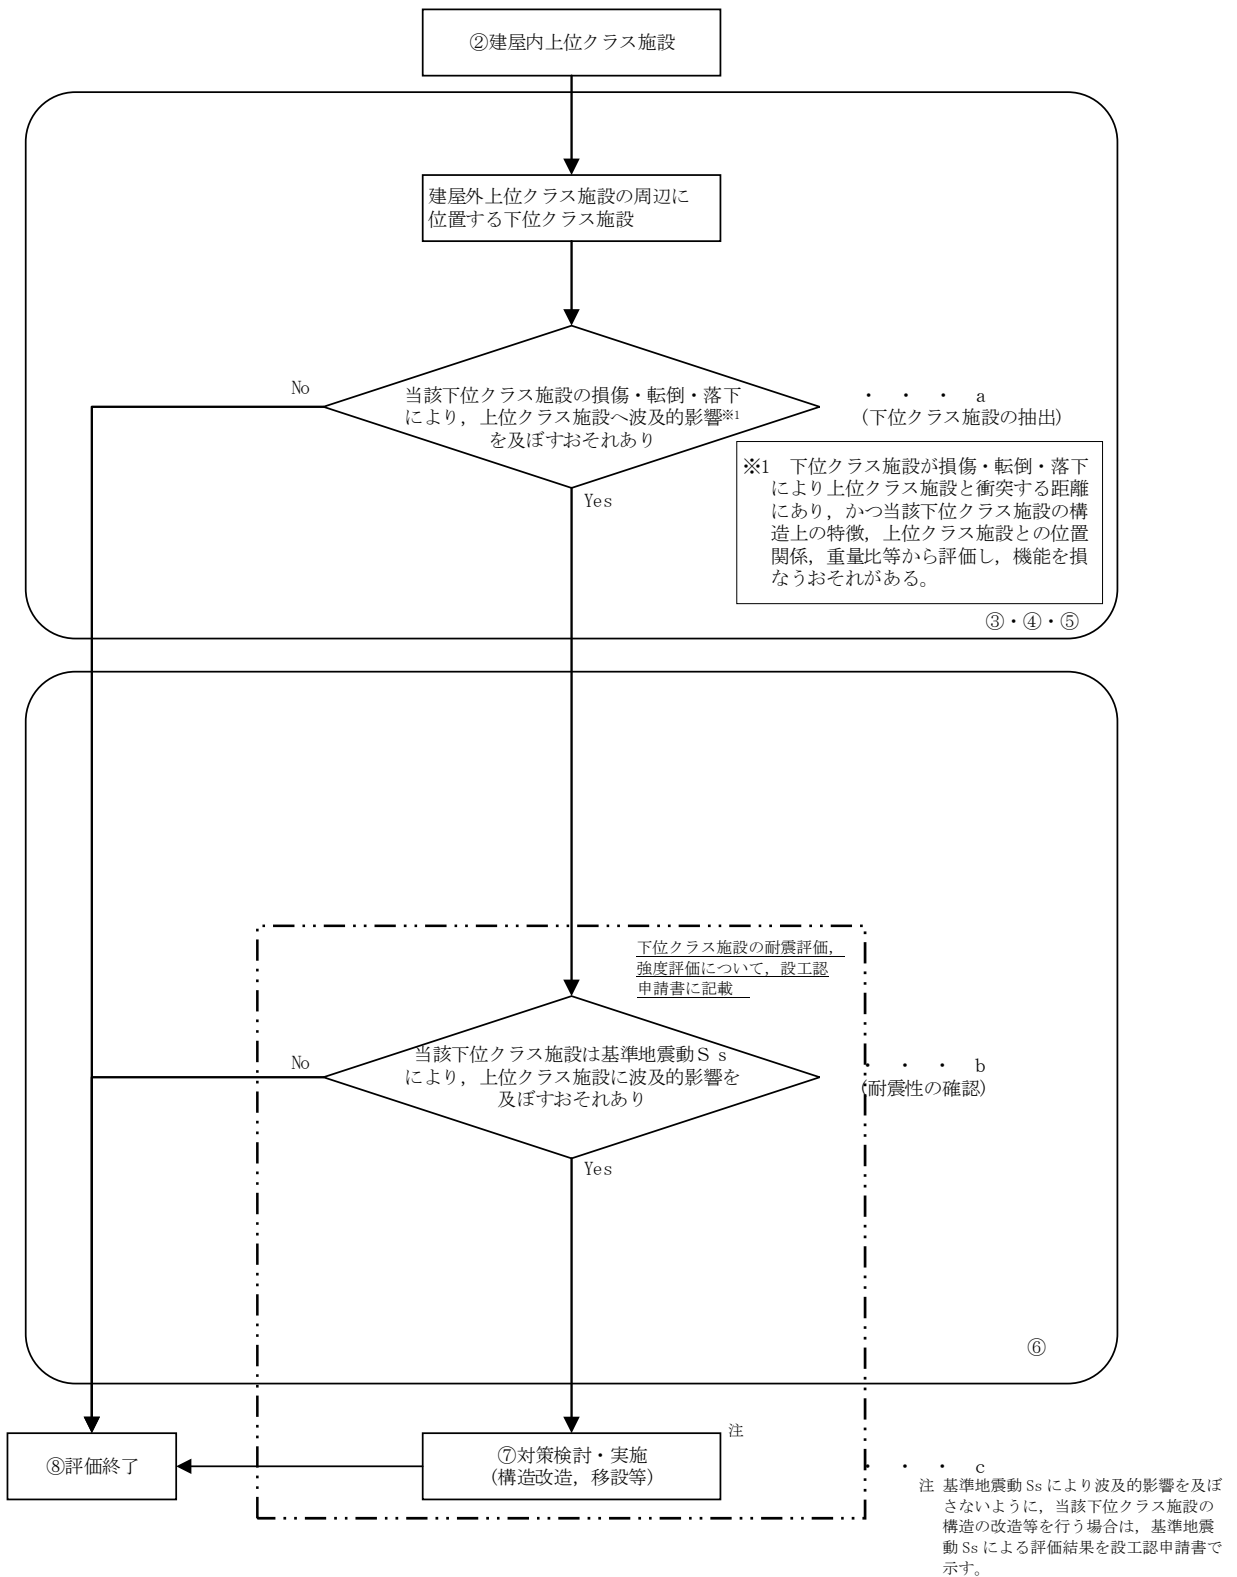 ②建屋内上位クラス施設
建屋外上位クラス施設の周辺に
位置する下位クラス施設
No
当該下位クラス施設の損傷・転倒・落下
により，上位クラス施設へ波及的影響※1
を及ぼすおそれあり
・ ・ ・ a
(下位クラス施設の抽出)
Yes
※1 下位クラス施設が損傷・転倒・落下
により上位クラス施設と衝突する距離
にあり，かつ当該下位クラス施設の構
造上の特徴，上位クラス施設との位置
関係，重量比等から評価し，機能を損
なうおそれがある。
③・④・⑤
下位クラス施設の耐震評価，
強度評価について，設工認
申請書に記載
No
当該下位クラス施設は基準地震動Ｓｓ
により，上位クラス施設に波及的影響を
及ぼすおそれあり
・ ・ ・ b
(耐震性の確認)
Yes
⑥
⑧評価終了
⑦対策検討・実施
(構造改造，移設等)
注
・ ・ ・ c
注 基準地震動 Ss により波及的影響を及ぼ
さないように，当該下位クラス施設の
構造の改造等を行う場合は，基準地震
動 Ss による評価結果を設工認申請書で
示す。